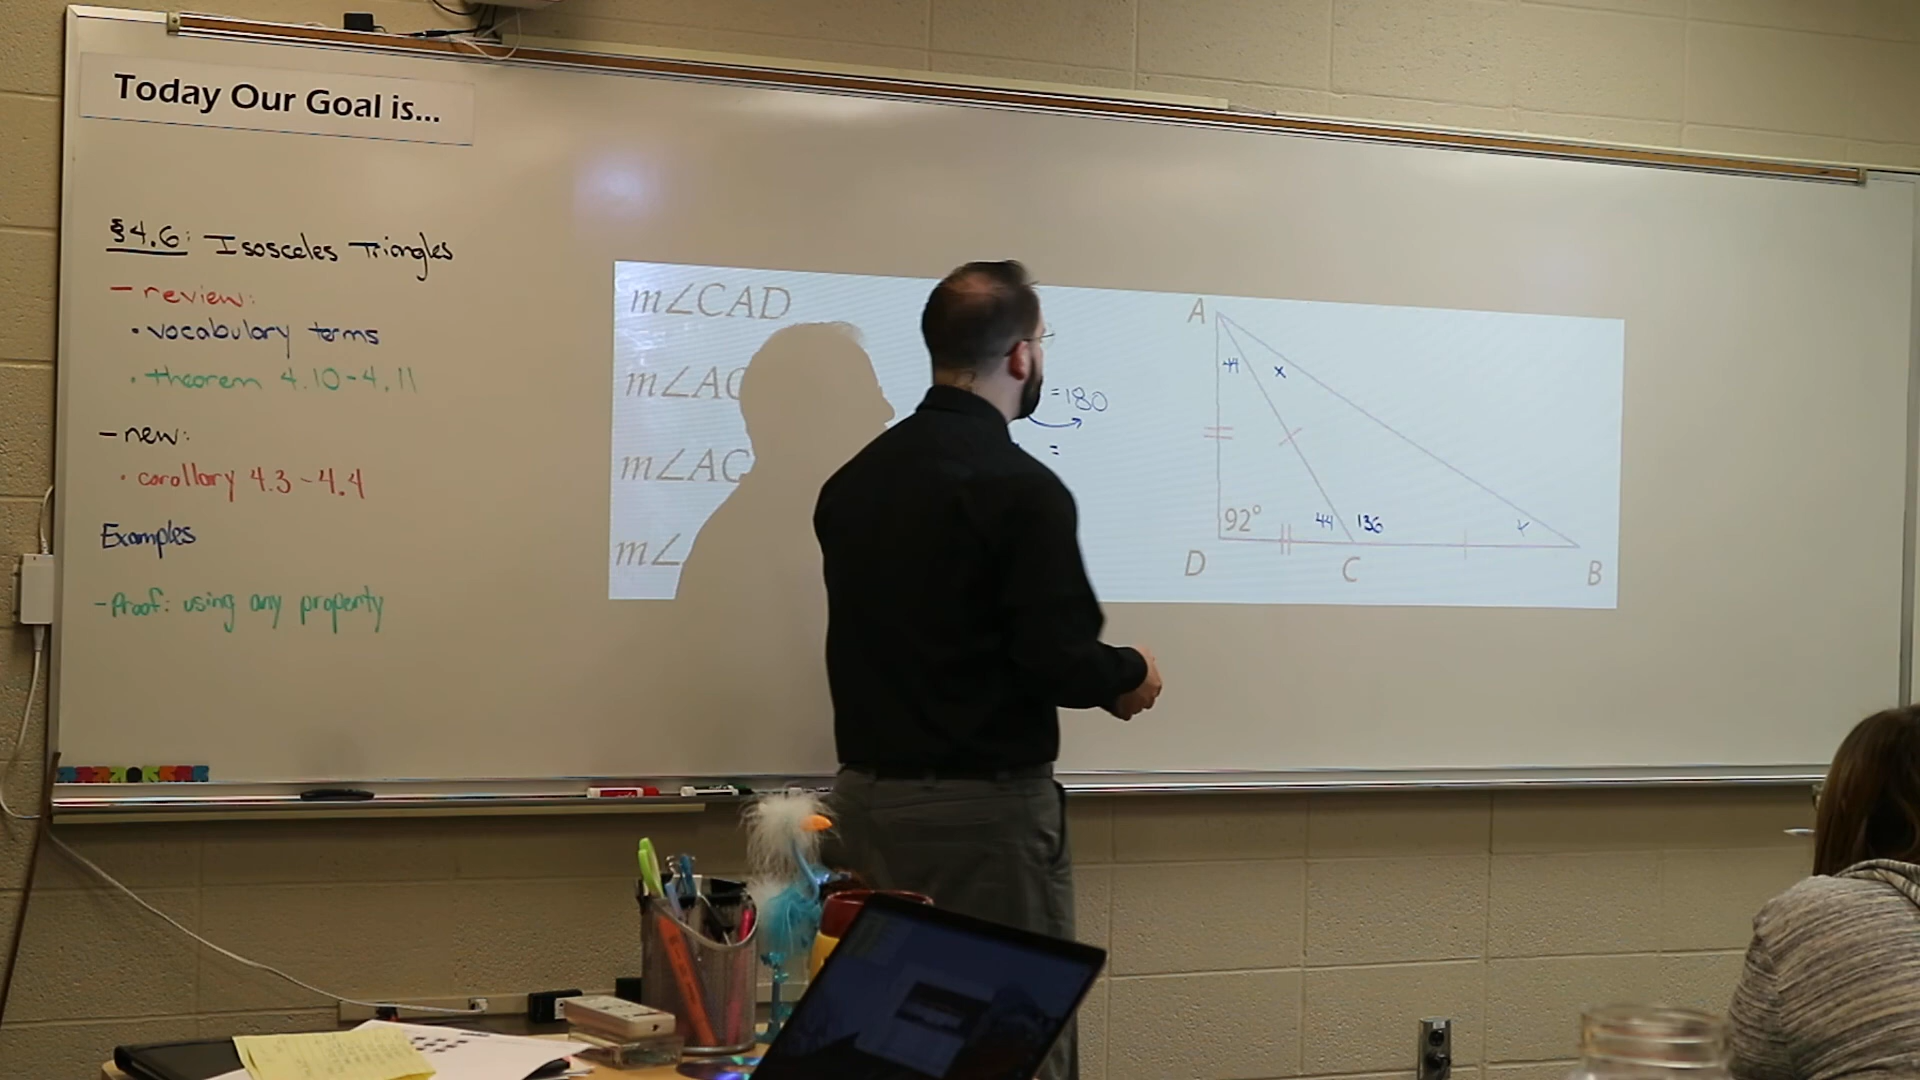 Today Our Goal is...
§4.6: Isosceles Triangles
- review:
• vocabulary terms
• theorem 4.10-4.11
- new:
• corollary 4.3-4.4
Examples
- Proof: using any property
m∠CAD
m∠AC
m∠AC
m∠
=180
=
A
44 x
92° 44 136 x
D C B